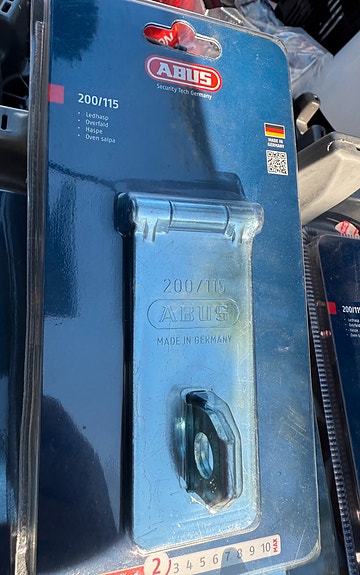 ABUS
Security Tech Germany
200/115
• Ledhasp
• Overfald
• Haspe
• Oven salpa
MADE IN
GERMANY
200/115
ABUS
MADE IN GERMANY
2 3 4 5 6 7 8 9 10 MAX
200/115